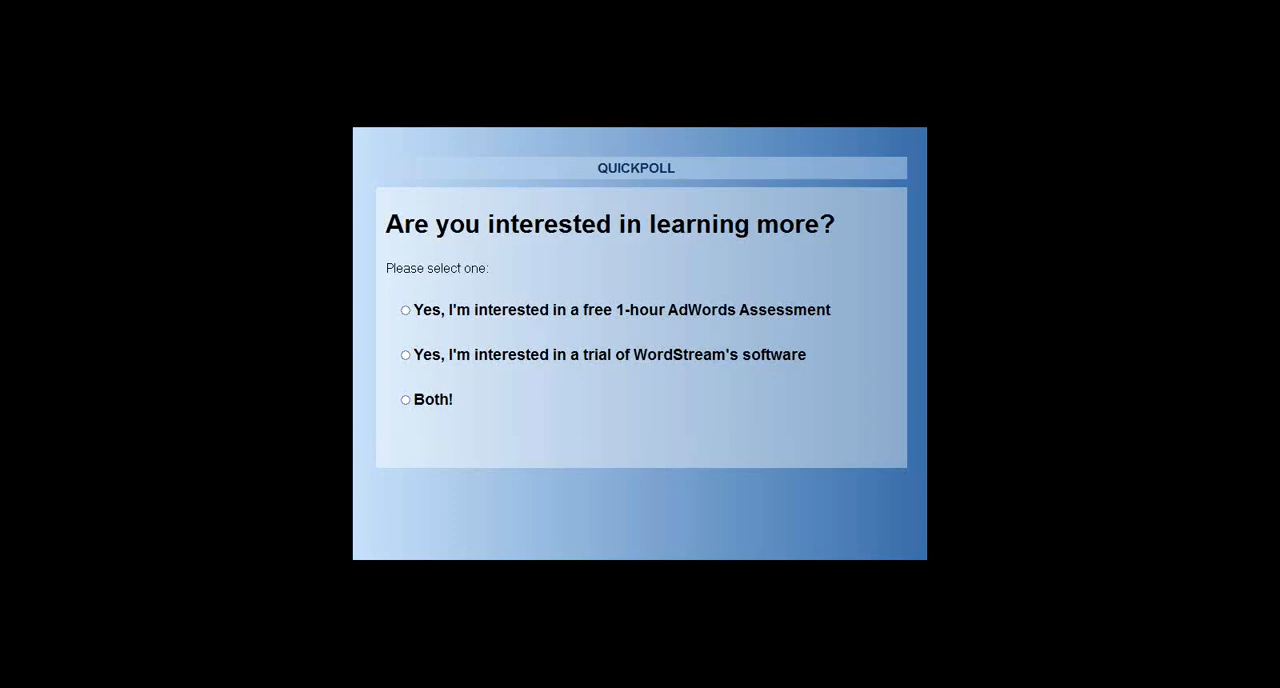 QUICKPOLL
Are you interested in learning more?
Please select one:
Yes, I'm interested in a free 1-hour AdWords Assessment
Yes, I'm interested in a trial of WordStream's software
Both!